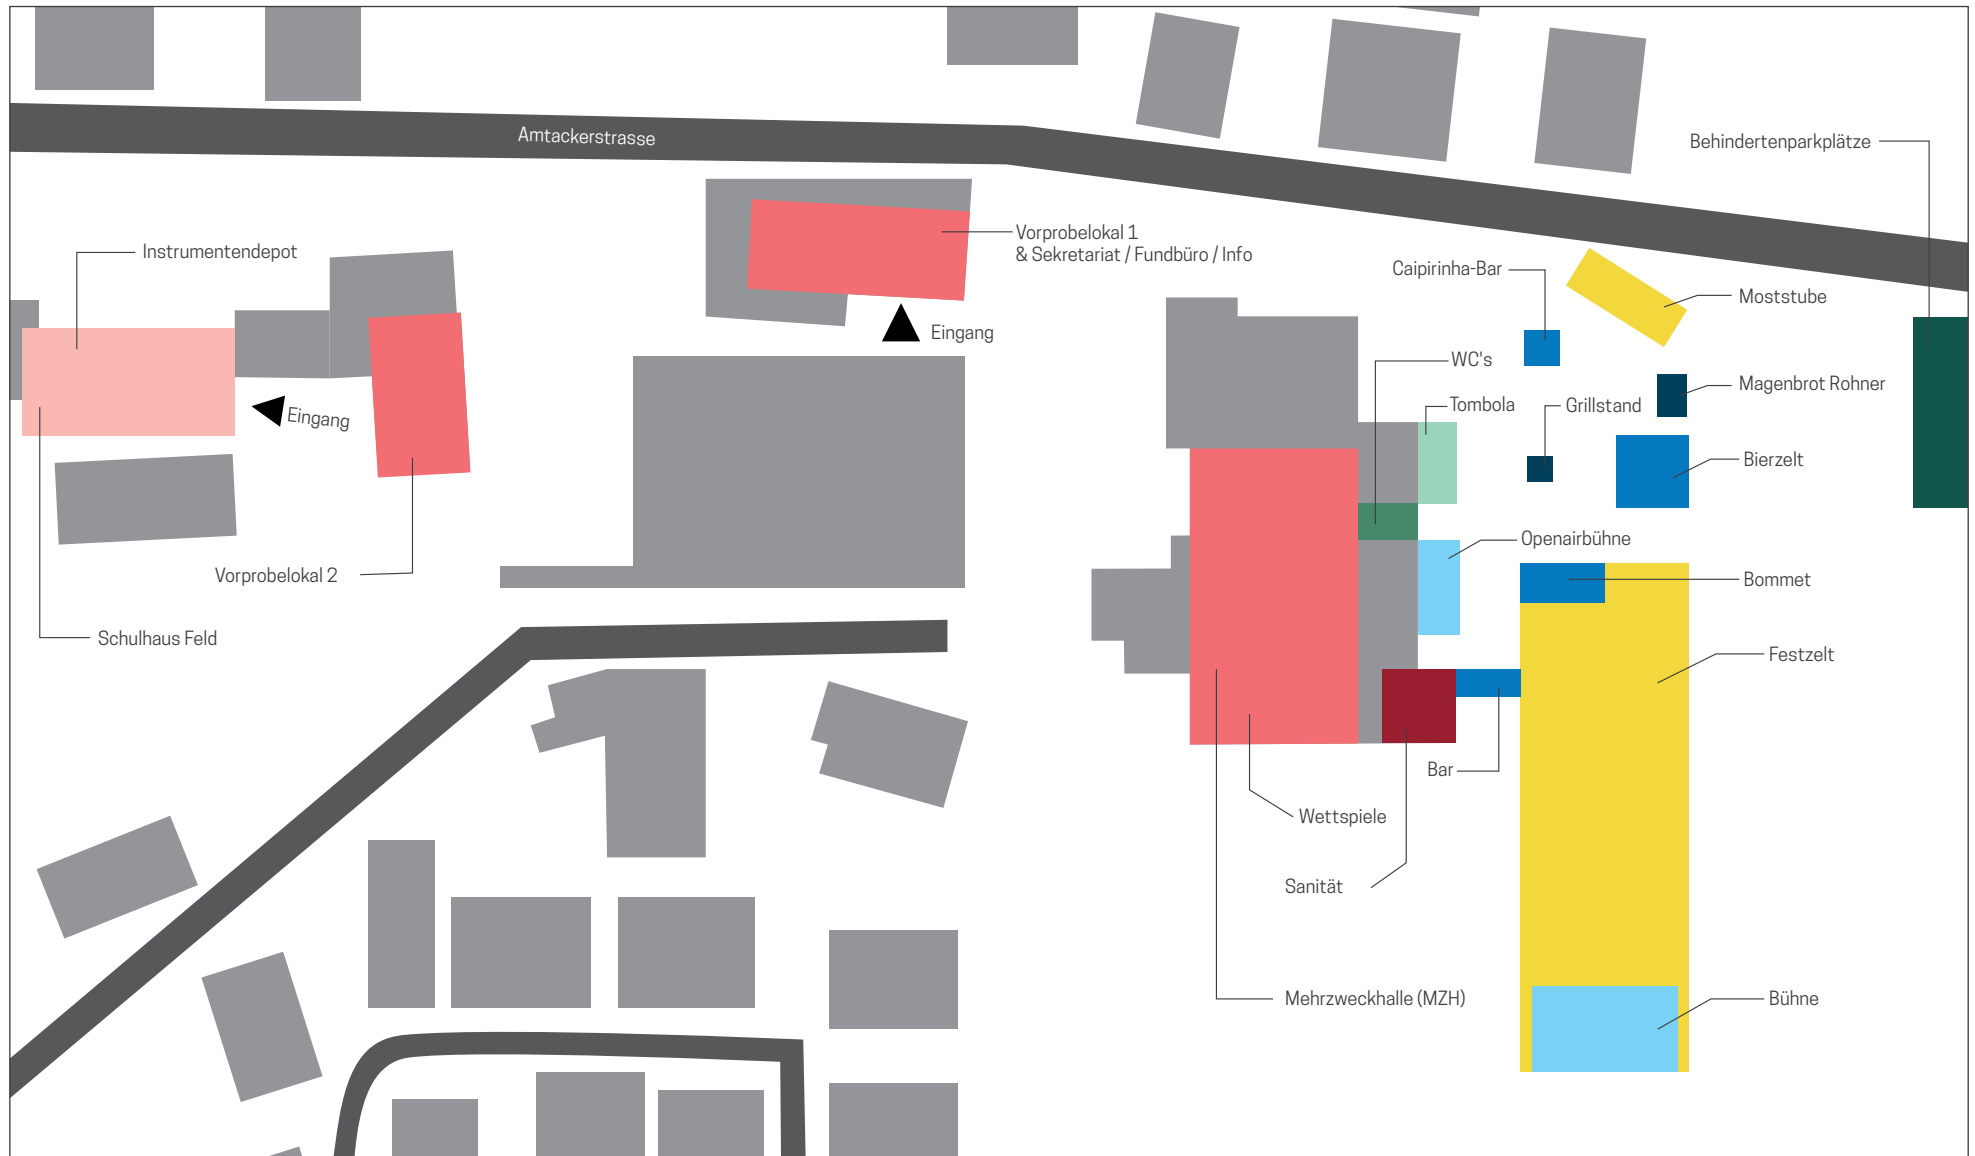 Amtackerstrasse
Behindertenparkplätze
Instrumentendepot
Vorprobelokal 1
& Sekretariat / Fundbüro / Info
Caipirinha-Bar
Moststube
Eingang
WC's
Magenbrot Rohner
Tombola
Grillstand
Eingang
Bierzelt
Openairbühne
Vorprobelokal 2
Bommet
Schulhaus Feld
Festzelt
Bar
Wettspiele
Sanität
Mehrzweckhalle (MZH)
Bühne